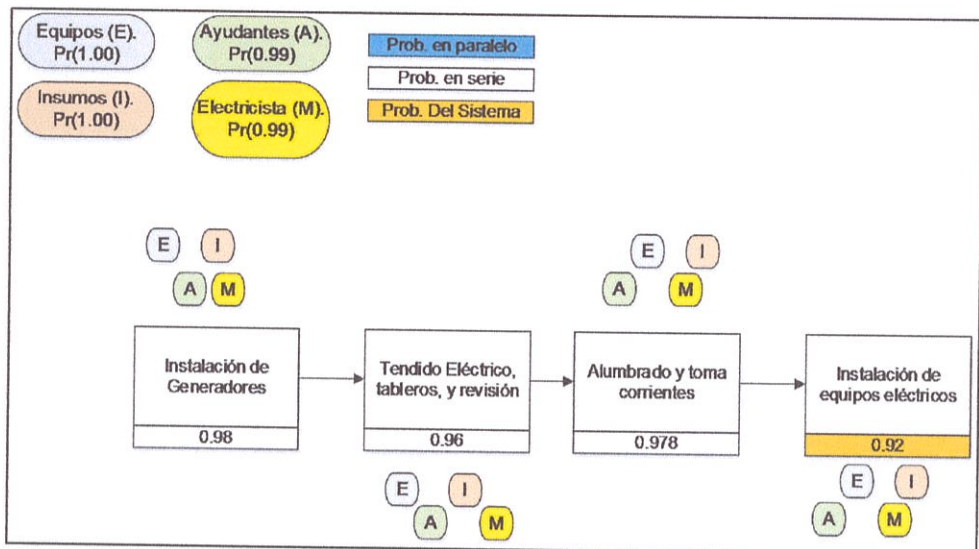 Equipos (E).
Pr(1.00)
Ayudantes (A).
Pr(0.99)
Prob. en paralelo
Prob. en serie
Insumos (I).
Pr(1.00)
Electricista (M).
Pr(0.99)
Prob. Del Sistema
E I
A M
E I
A M
Instalación de
Generadores
0.98
Tendido Eléctrico,
tableros, y revisión
0.96
Alumbrado y toma
corrientes
0.978
Instalación de
equipos eléctricos
0.92
E I
A M
E I
A M